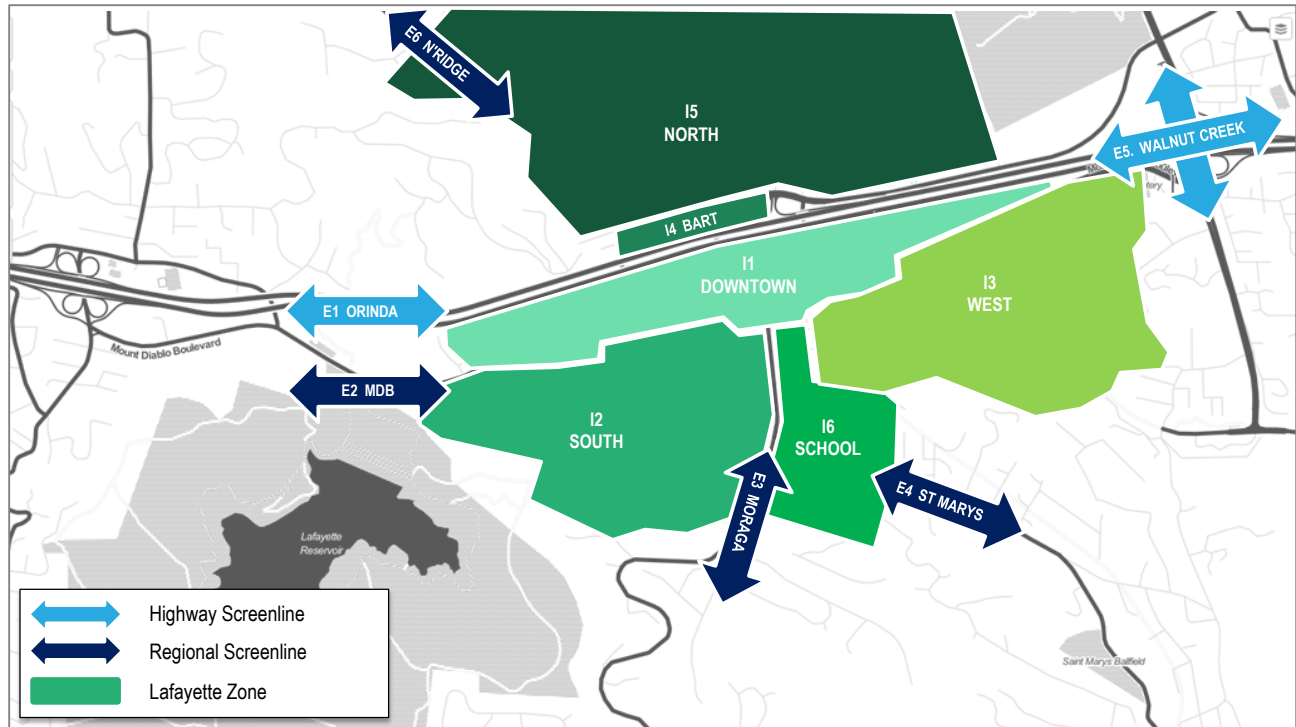 E6 N'RIDGE
I5
NORTH
E5. WALNUT CREEK
I4 BART
I1
DOWNTOWN
I3
WEST
E1 ORINDA
Mount Diablo Boulevard
E2 MDB
I2
SOUTH
I6
SCHOOL
E3 MORAGA
E4 ST MARYS
Lafayette
Reservoir
Highway Screenline
Regional Screenline
Lafayette Zone
Saint Marys Ballfield